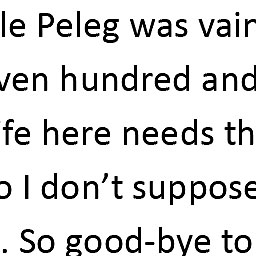 le Peleg was vain
ven hundred and
fe here needs th
o I don’t suppose
. So good-bye to